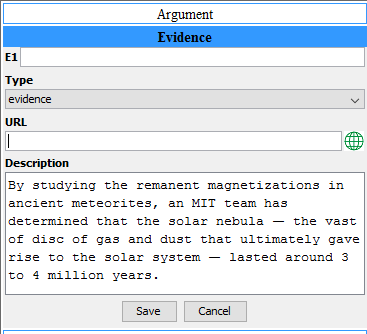 Argument
Evidence
E1
Type
evidence
URL
Description
By studying the remanent magnetizations in
ancient meteorites, an MIT team has
determined that the solar nebula — the vast
of disc of gas and dust that ultimately gave
rise to the solar system — lasted around 3
to 4 million years.
Save Cancel